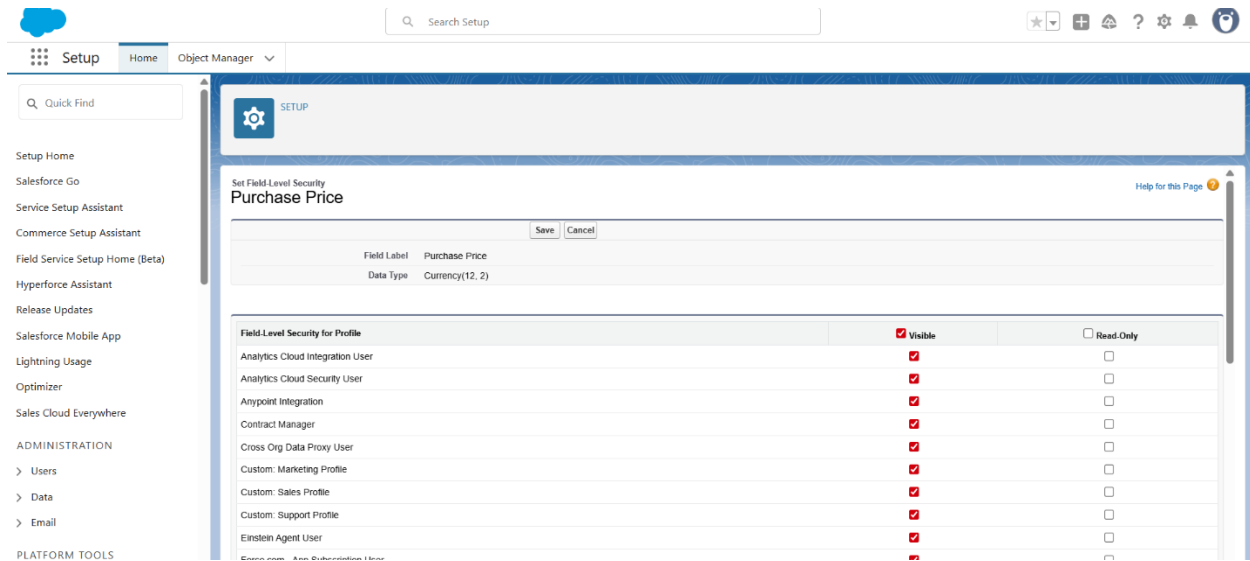 Search Setup
Setup
Home
Object Manager
Quick Find
Setup Home
Salesforce Go
Service Setup Assistant
Commerce Setup Assistant
Field Service Setup Home (Beta)
Hyperforce Assistant
Release Updates
Salesforce Mobile App
Lightning Usage
Optimizer
Sales Cloud Everywhere
ADMINISTRATION
Users
Data
Email
PLATFORM TOOLS
SETUP
Set Field-Level Security
Purchase Price
Help for this Page
Save Cancel
Field Label Purchase Price
Data Type Currency(12, 2)
Field-Level Security for Profile Visible Read-Only
Analytics Cloud Integration User
Analytics Cloud Security User
Anypoint Integration
Contract Manager
Cross Org Data Proxy User
Custom: Marketing Profile
Custom: Sales Profile
Custom: Support Profile
Einstein Agent User
Force.com - App Subscription User